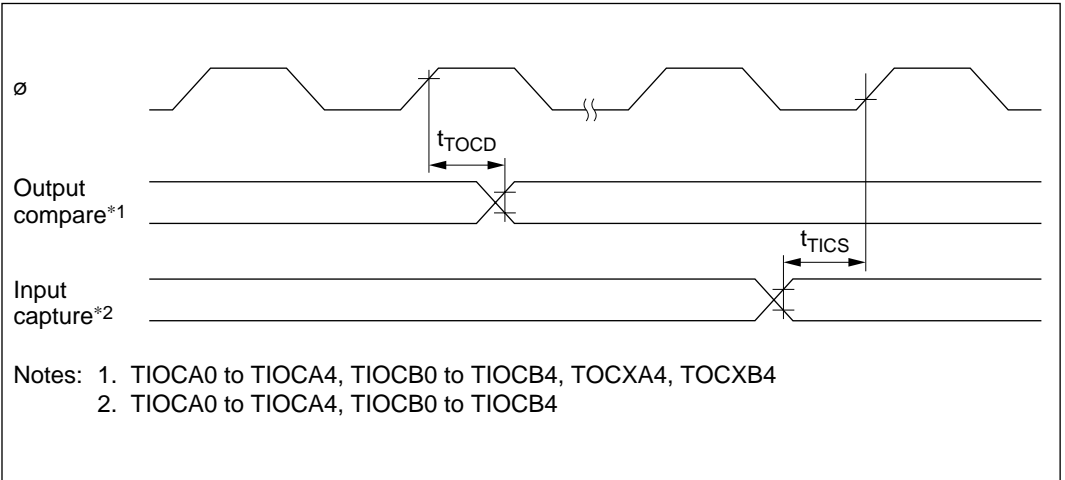 ø
tTOCD
Output
compare*1
tTICS
Input
capture*2
Notes: 1. TIOCA0 to TIOCA4, TIOCB0 to TIOCB4, TOCXA4, TOCXB4
2. TIOCA0 to TIOCA4, TIOCB0 to TIOCB4